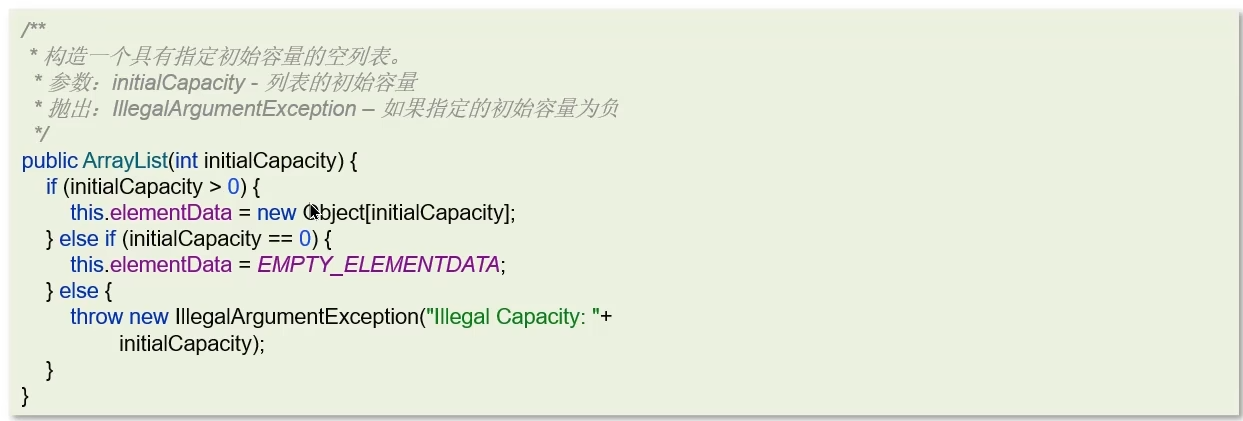 /**
 * 构造一个具有指定初始容量的空列表。
 * 参数：initialCapacity - 列表的初始容量
 * 抛出：IllegalArgumentException – 如果指定的初始容量为负
 */
public ArrayList(int initialCapacity) {
    if (initialCapacity > 0) {
        this.elementData = new Object[initialCapacity];
    } else if (initialCapacity == 0) {
        this.elementData = EMPTY_ELEMENTDATA;
    } else {
        throw new IllegalArgumentException("Illegal Capacity: "+
                initialCapacity);
    }
}